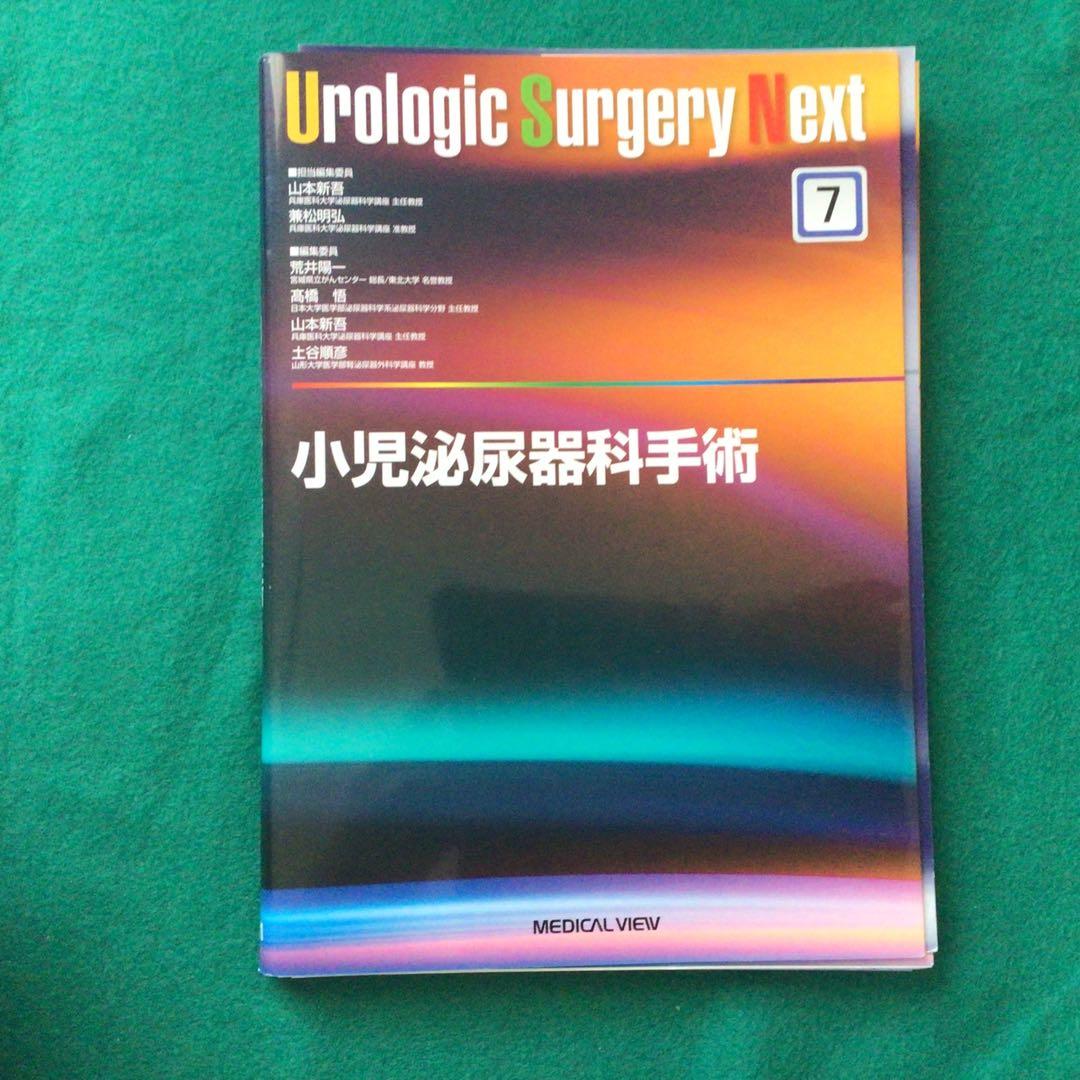 Urologic Surgery Next
7
■担当編集委員
山本新吾
兵庫医科大学泌尿器科学講座 主任教授
兼松明弘
兵庫医科大学泌尿器科学講座 准教授
■編集委員
荒井陽一
宮城県立がんセンター 総長/東北大学 名誉教授
髙橋 悟
日本大学医学部泌尿器科学系泌尿器科学分野 主任教授
山本新吾
兵庫医科大学泌尿器科学講座 主任教授
土谷順彦
山形大学医学部腎泌尿器外科学講座 教授
小児泌尿器科手術
MEDICAL VIEW